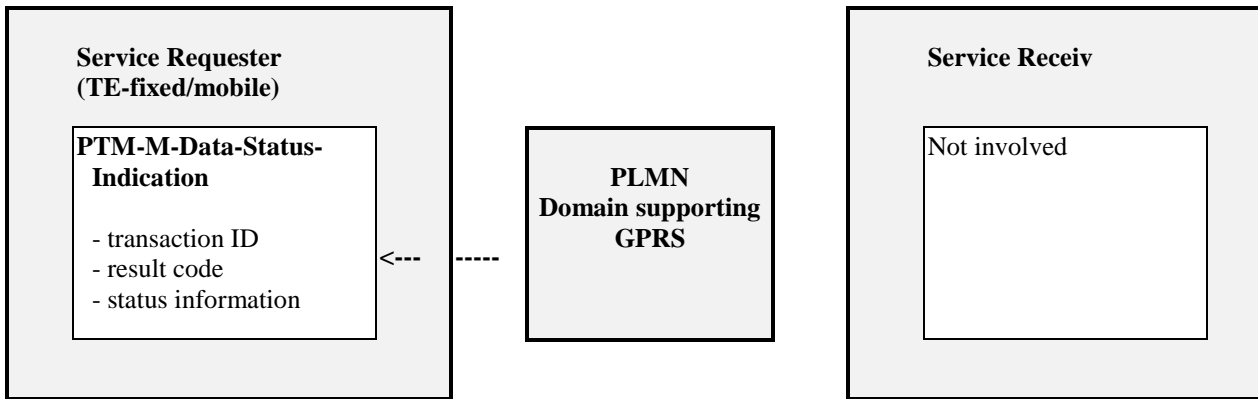 Service Requester
(TE-fixed/mobile)
PTM-M-Data-Status-
Indication
- transaction ID
- result code
- status information
<--- -----
PLMN
Domain supporting
GPRS
Service Receiv
Not involved